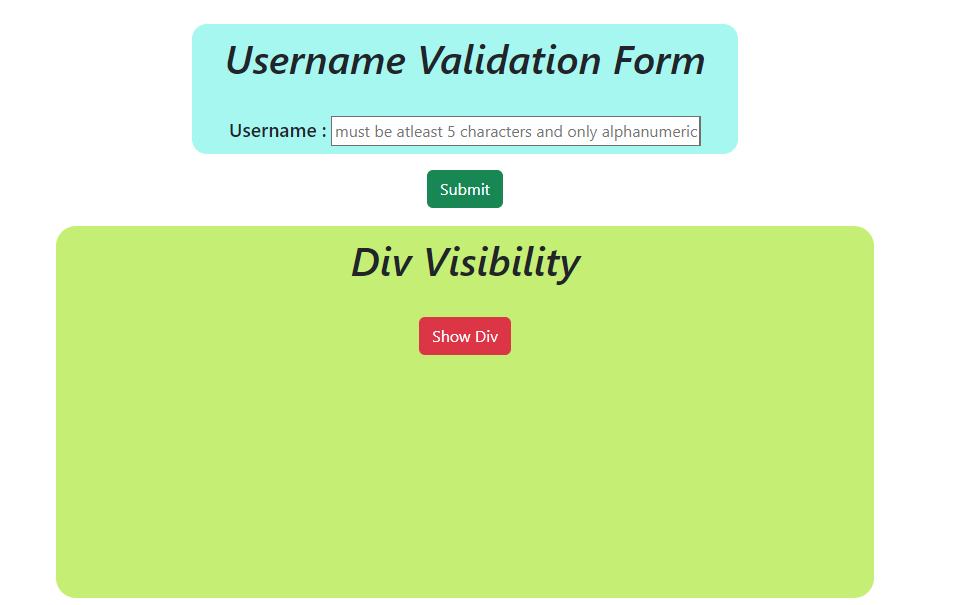 Username Validation Form
Username : must be atleast 5 characters and only alphanumeric
Submit
Div Visibility
Show Div